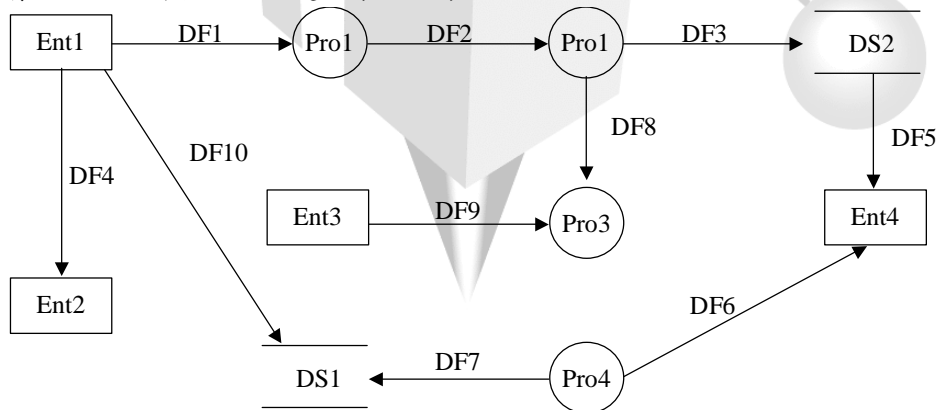 DF1
DF2
DF3
Ent1
Pro1
Pro1
DS2
DF8
DF10
DF5
DF4
DF9
Ent3
Pro3
Ent4
Ent2
DF6
DF7
DS1
Pro4